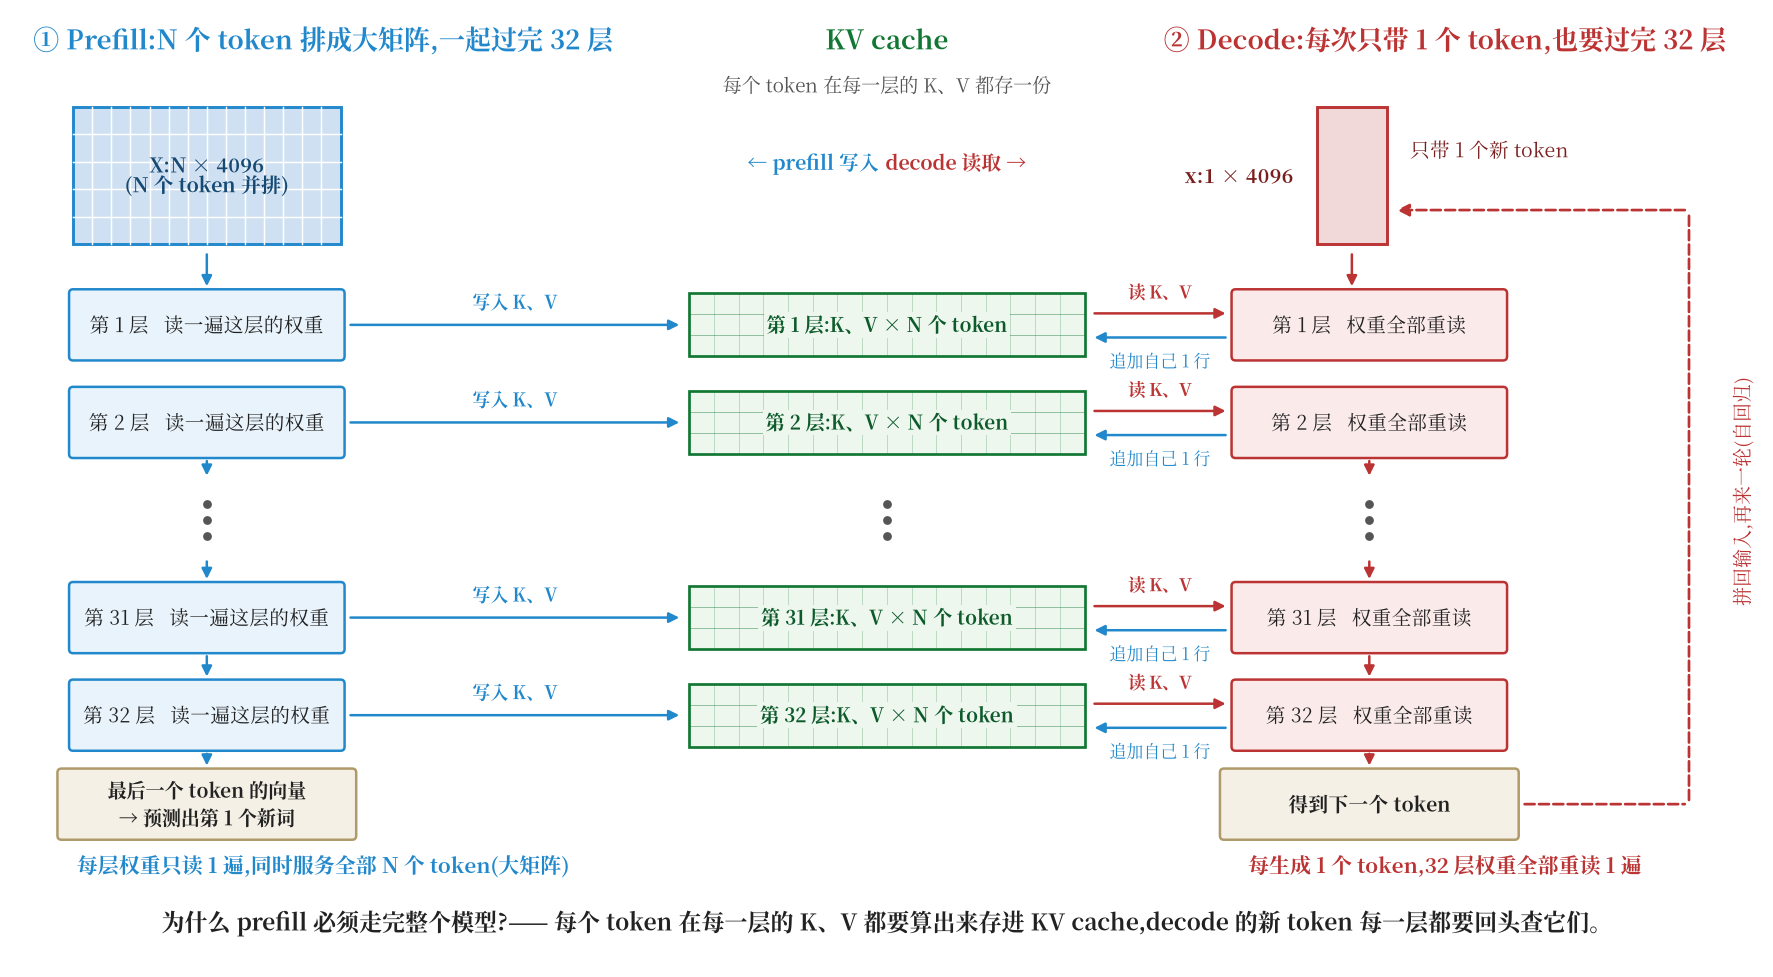 ① Prefill:N 个 token 排成大矩阵,一起过完 32 层
KV cache
② Decode:每次只带 1 个 token,也要过完 32 层
每个 token 在每一层的 K、V 都存一份
← prefill 写入 decode 读取 →
X:N × 4096
(N 个 token 并排)
只带 1 个新 token
x:1 × 4096
第 1 层 读一遍这层的权重
写入 K、V
第 1 层:K、V × N 个 token
读 K、V
追加自己 1 行
第 1 层 权重全部重读
第 2 层 读一遍这层的权重
写入 K、V
第 2 层:K、V × N 个 token
读 K、V
追加自己 1 行
第 2 层 权重全部重读
拼回输入,再来一轮(自回归)
第 31 层 读一遍这层的权重
写入 K、V
第 31 层:K、V × N 个 token
读 K、V
追加自己 1 行
第 31 层 权重全部重读
第 32 层 读一遍这层的权重
写入 K、V
第 32 层:K、V × N 个 token
读 K、V
追加自己 1 行
第 32 层 权重全部重读
最后一个 token 的向量
→ 预测出第 1 个新词
得到下一个 token
每层权重只读 1 遍,同时服务全部 N 个 token(大矩阵)
每生成 1 个 token,32 层权重全部重读 1 遍
为什么 prefill 必须走完整个模型?—— 每个 token 在每一层的 K、V 都要算出来存进 KV cache,decode 的新 token 每一层都要回头查它们。